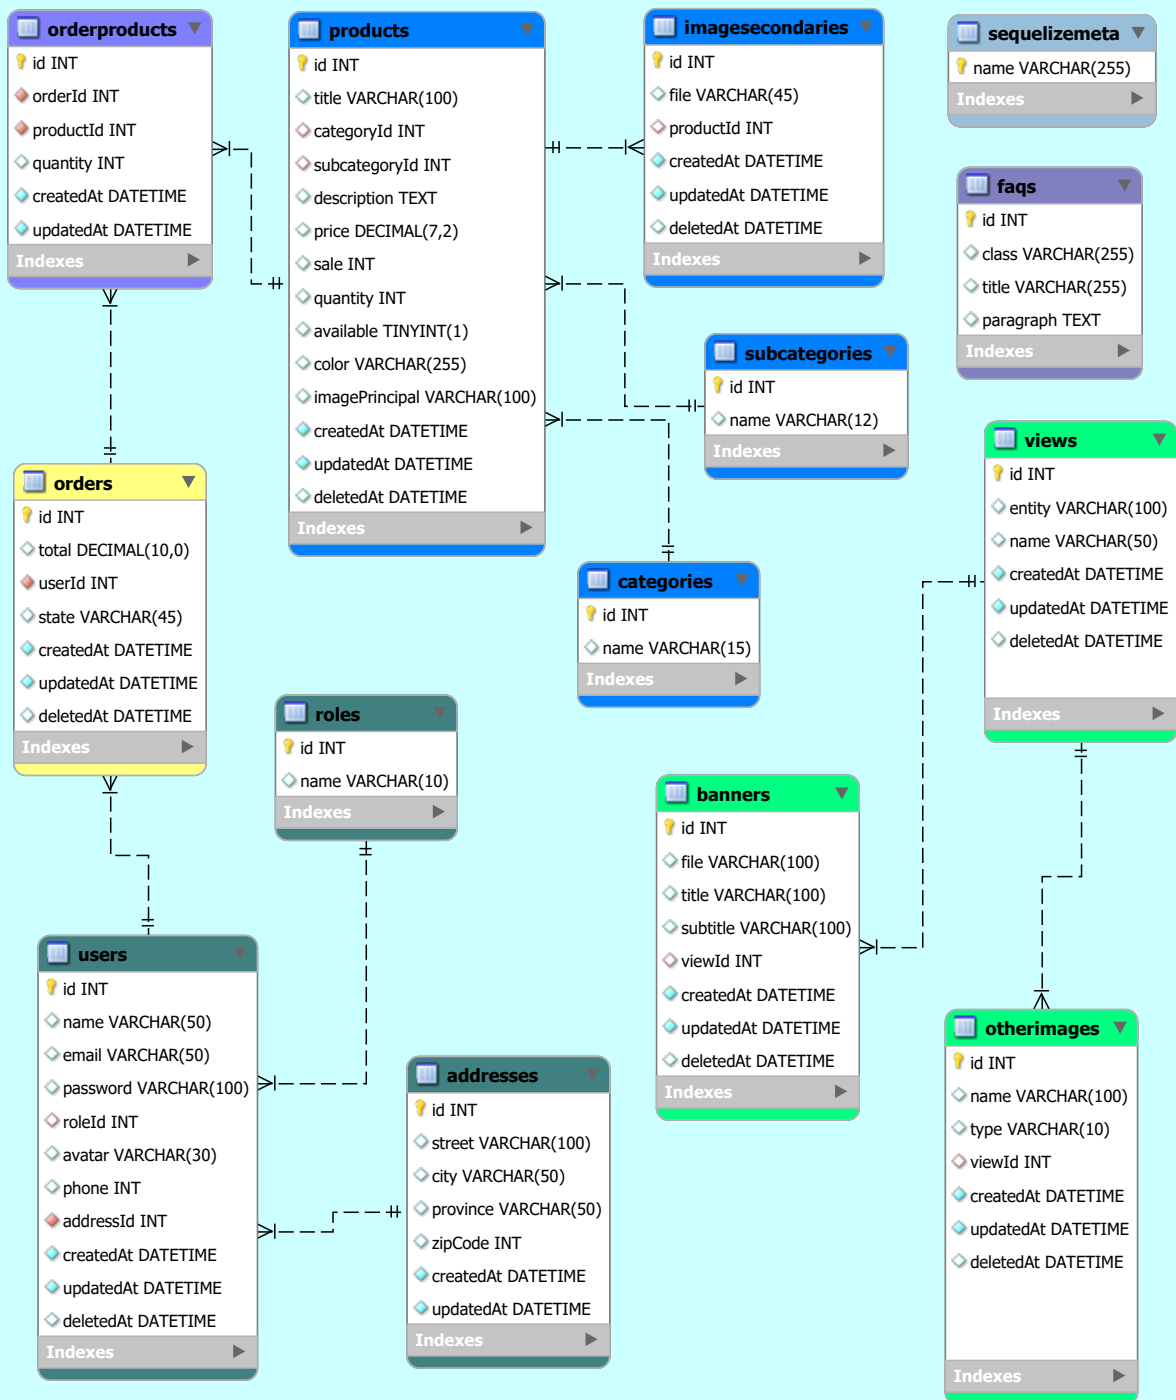 orderproducts
id INT
orderId INT
productId INT
quantity INT
createdAt DATETIME
updatedAt DATETIME
Indexes
products
id INT
title VARCHAR(100)
categoryId INT
subcategoryId INT
description TEXT
price DECIMAL(7,2)
sale INT
quantity INT
available TINYINT(1)
color VARCHAR(255)
imagePrincipal VARCHAR(100)
createdAt DATETIME
updatedAt DATETIME
deletedAt DATETIME
Indexes
imagesecondaries
id INT
file VARCHAR(45)
productId INT
createdAt DATETIME
updatedAt DATETIME
deletedAt DATETIME
Indexes
sequelizemeta
name VARCHAR(255)
Indexes
faqs
id INT
class VARCHAR(255)
title VARCHAR(255)
paragraph TEXT
Indexes
subcategories
id INT
name VARCHAR(12)
Indexes
views
id INT
entity VARCHAR(100)
name VARCHAR(50)
createdAt DATETIME
updatedAt DATETIME
deletedAt DATETIME
Indexes
orders
id INT
total DECIMAL(10,0)
userId INT
state VARCHAR(45)
createdAt DATETIME
updatedAt DATETIME
deletedAt DATETIME
Indexes
categories
id INT
name VARCHAR(15)
Indexes
roles
id INT
name VARCHAR(10)
Indexes
banners
id INT
file VARCHAR(100)
title VARCHAR(100)
subtitle VARCHAR(100)
viewId INT
createdAt DATETIME
updatedAt DATETIME
deletedAt DATETIME
Indexes
users
id INT
name VARCHAR(50)
email VARCHAR(50)
password VARCHAR(100)
roleId INT
avatar VARCHAR(30)
phone INT
addressId INT
createdAt DATETIME
updatedAt DATETIME
deletedAt DATETIME
Indexes
addresses
id INT
street VARCHAR(100)
city VARCHAR(50)
province VARCHAR(50)
zipCode INT
createdAt DATETIME
updatedAt DATETIME
Indexes
otherimages
id INT
name VARCHAR(100)
type VARCHAR(10)
viewId INT
createdAt DATETIME
updatedAt DATETIME
deletedAt DATETIME
Indexes